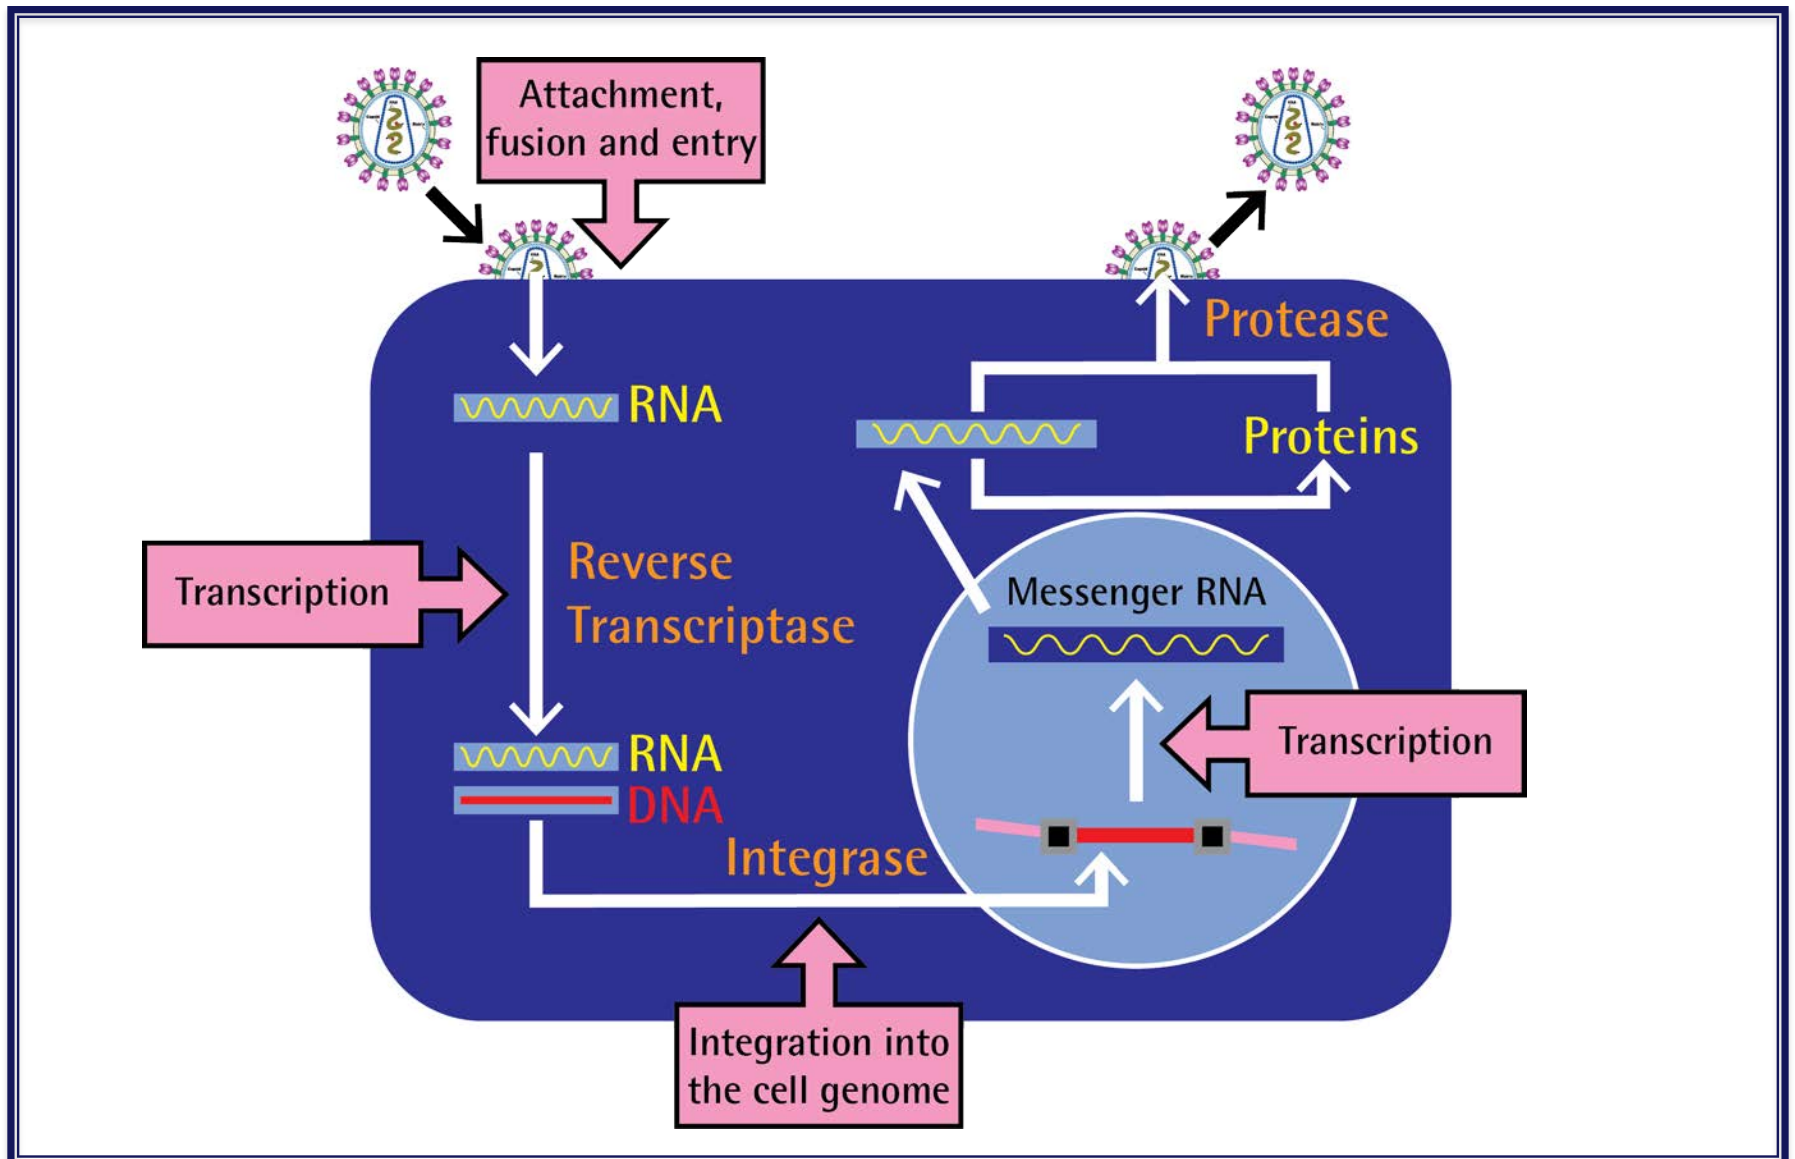 Attachment,
fusion and entry
RNA
Transcription
Reverse
Transcriptase
RNA
DNA
Integrase
Integration into
the cell genome
Protease
Proteins
Messenger RNA
Transcription